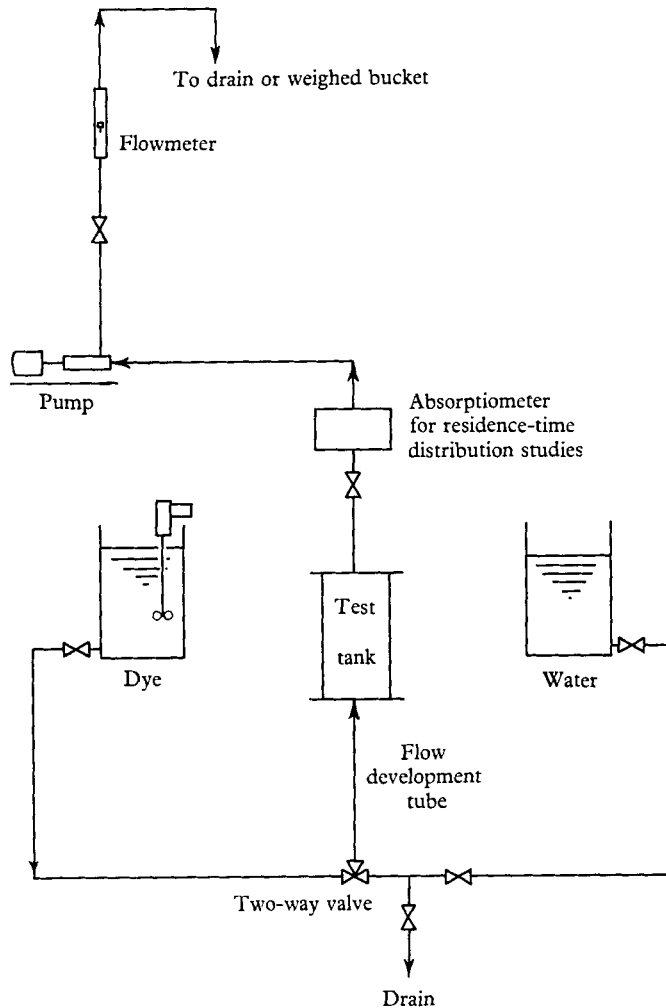 To drain or weighed bucket
Flowmeter
Pump
Absorptiometer
for residence-time
distribution studies
Test
tank
Dye
Water
Flow
development
tube
Two-way valve
Drain